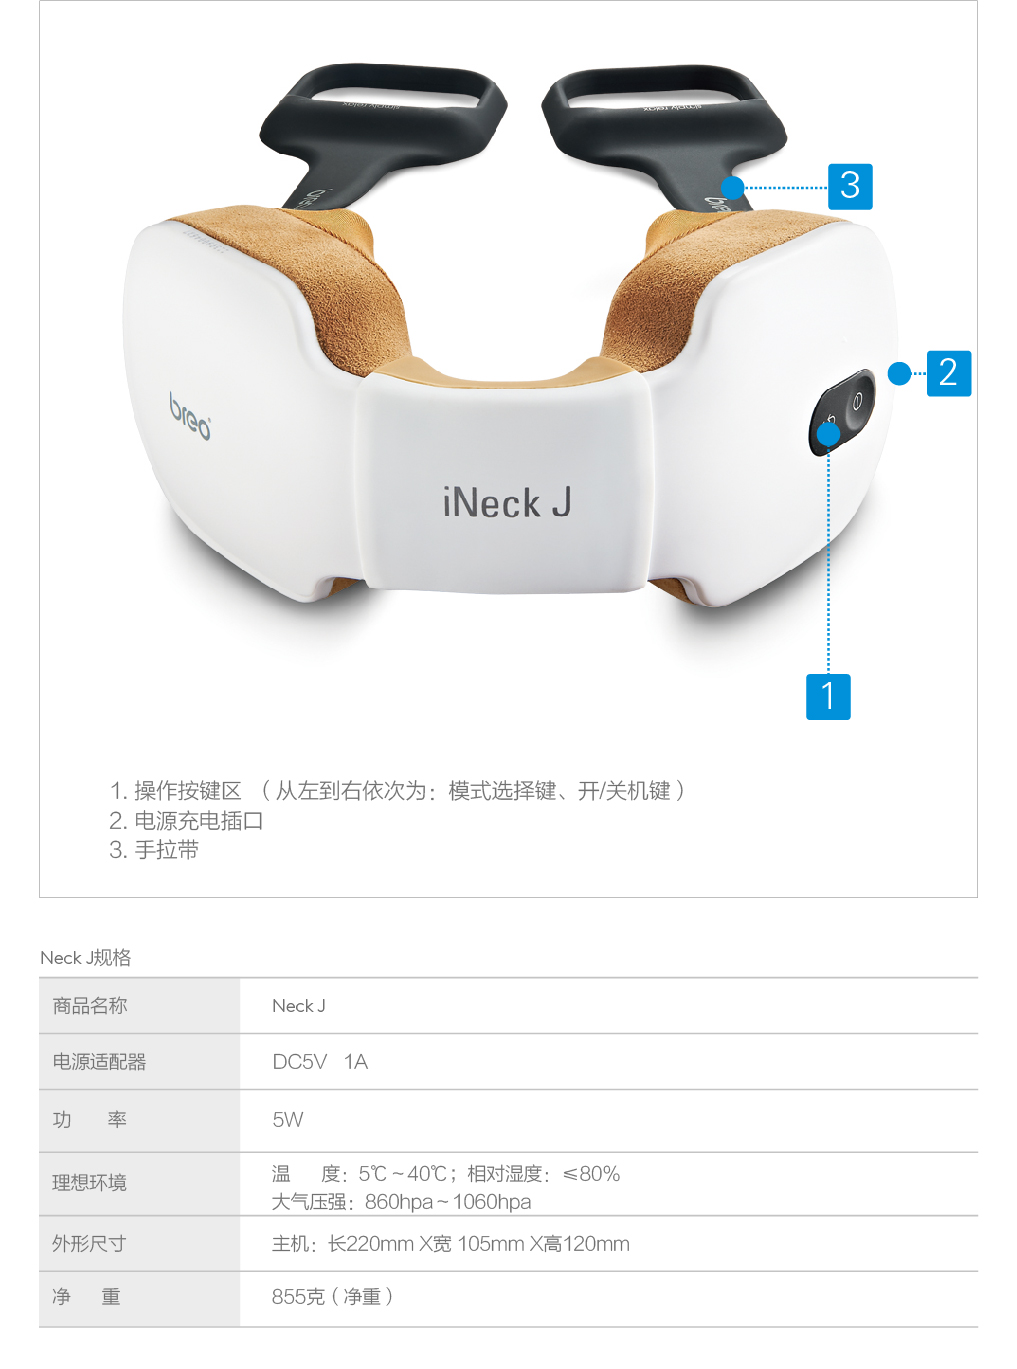 simply relax
simply relax
3
2
breo
iNeck J
1
1. 操作按键区 （从左到右依次为：模式选择键、开/关机键）
2. 电源充电插口
3. 手拉带
Neck J规格
商品名称 Neck J
电源适配器 DC5V 1A
功 率 5W
理想环境 温 度：5℃~40℃；相对湿度：≤80%
大气压强：860hpa~1060hpa
外形尺寸 主机：长220mm X宽 105mm X高120mm
净 重 855克（净重）